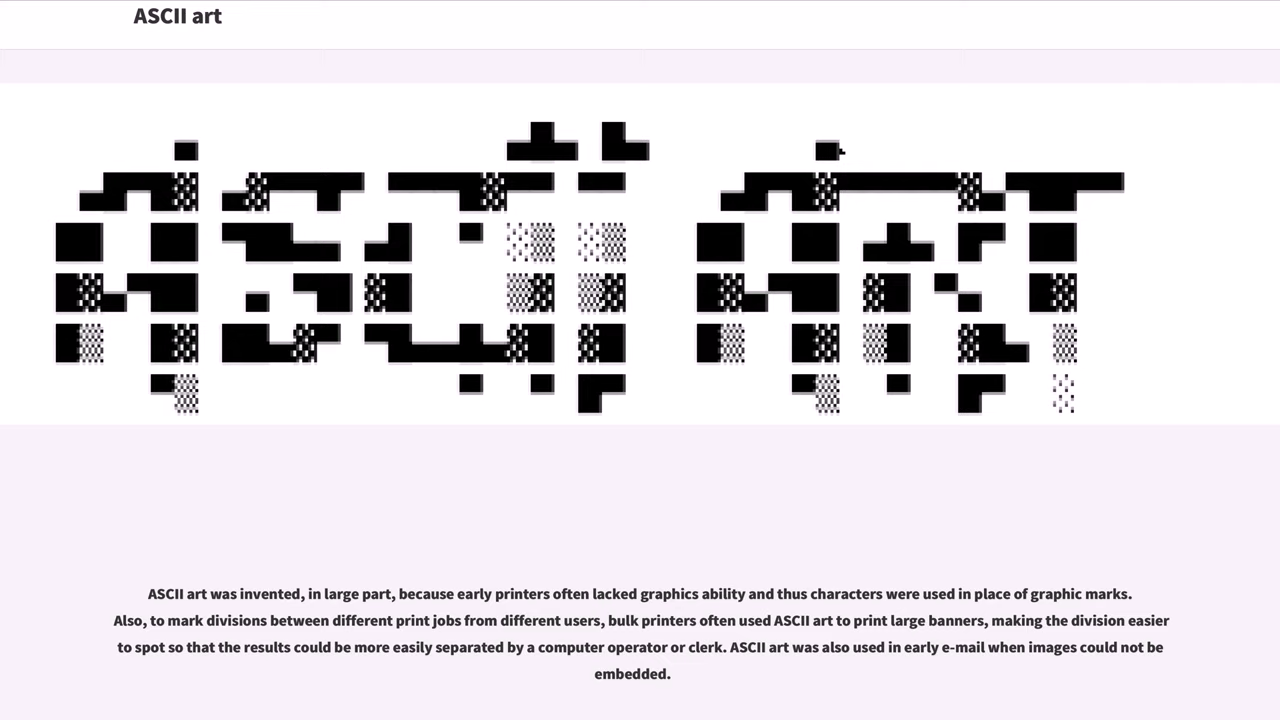 ASCII art
ASCii ART
ASCII art was invented, in large part, because early printers often lacked graphics ability and thus characters were used in place of graphic marks.
Also, to mark divisions between different print jobs from different users, bulk printers often used ASCII art to print large banners, making the division easier
to spot so that the results could be more easily separated by a computer operator or clerk. ASCII art was also used in early e-mail when images could not be
embedded.